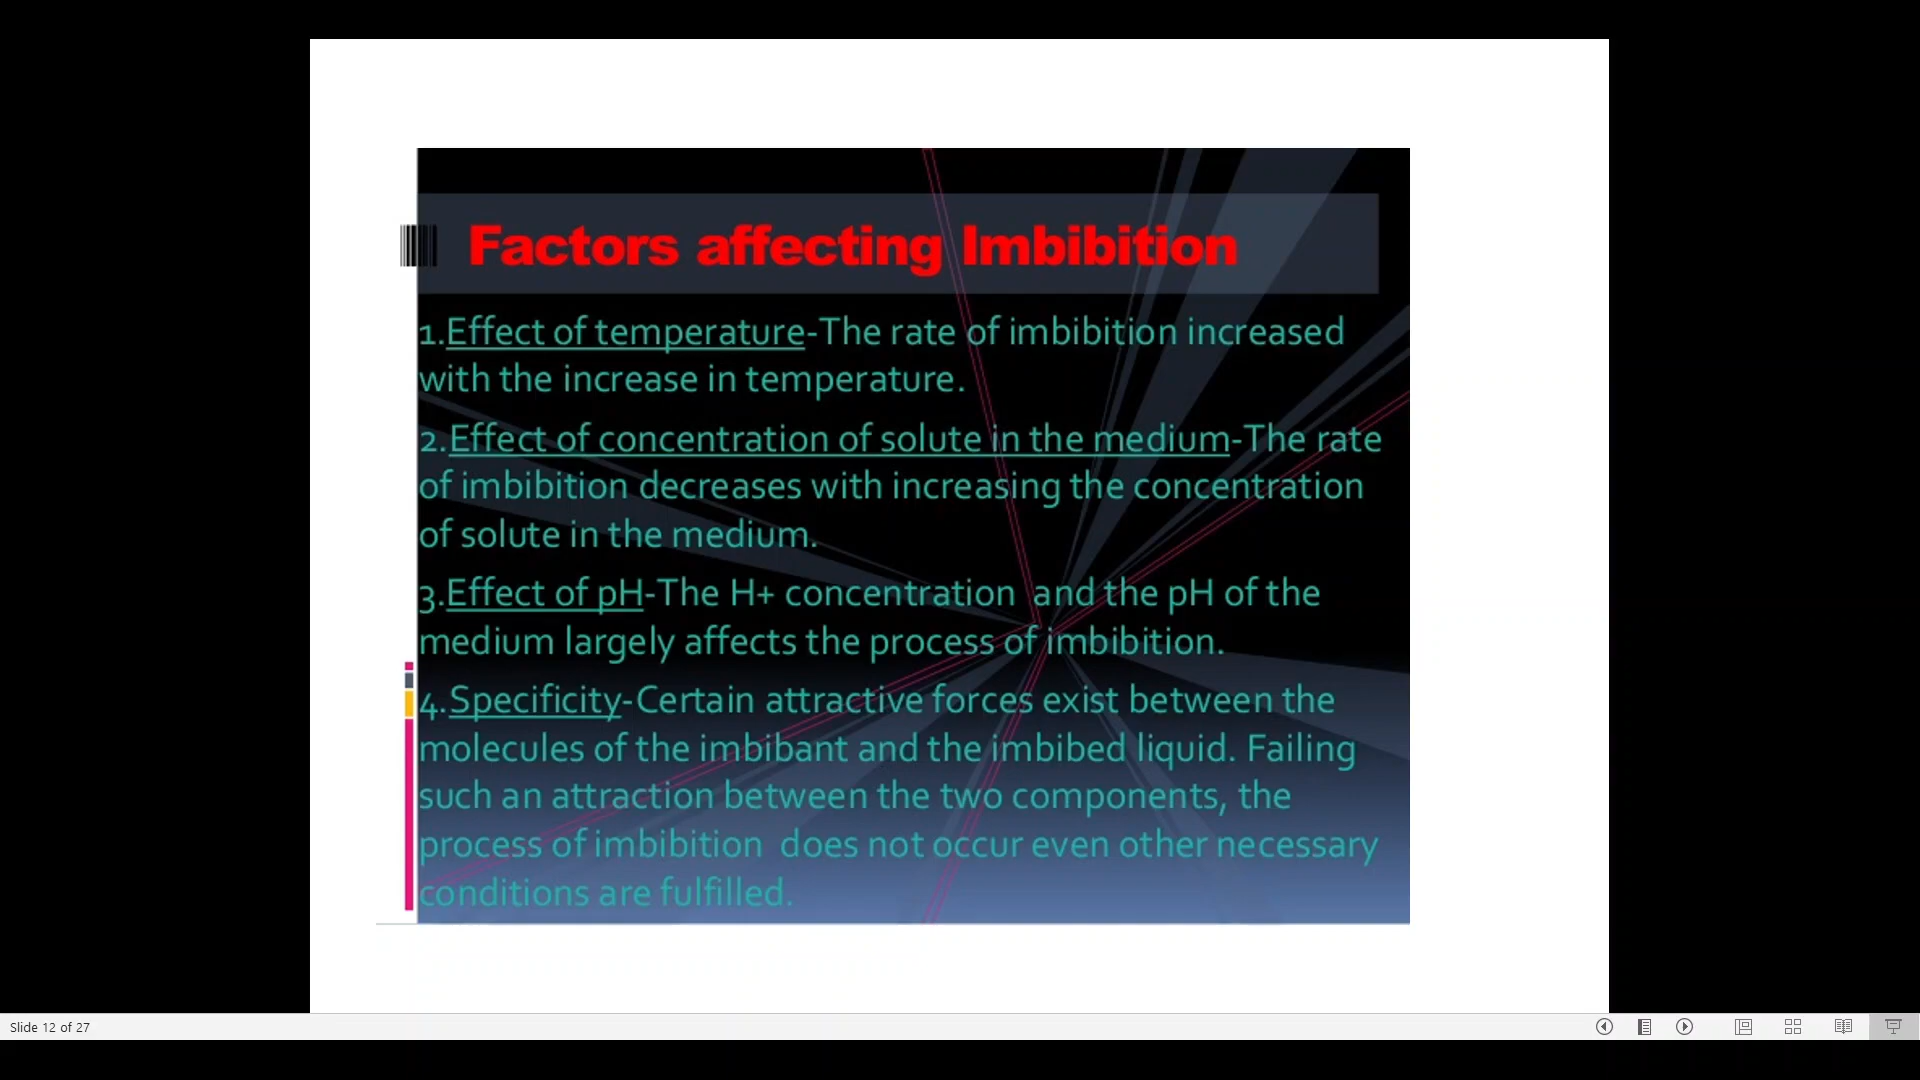 Factors affecting Imbibition
1.Effect of temperature-The rate of imbibition increased
with the increase in temperature.
2.Effect of concentration of solute in the medium-The rate
of imbibition decreases with increasing the concentration
of solute in the medium.
3.Effect of pH-The H+ concentration  and the pH of the
medium largely affects the process of imbibition.
4.Specificity-Certain attractive forces exist between the
molecules of the imbibant and the imbibed liquid. Failing
such an attraction between the two components, the
process of imbibition  does not occur even other necessary
conditions are fulfilled.
Slide 12 of 27